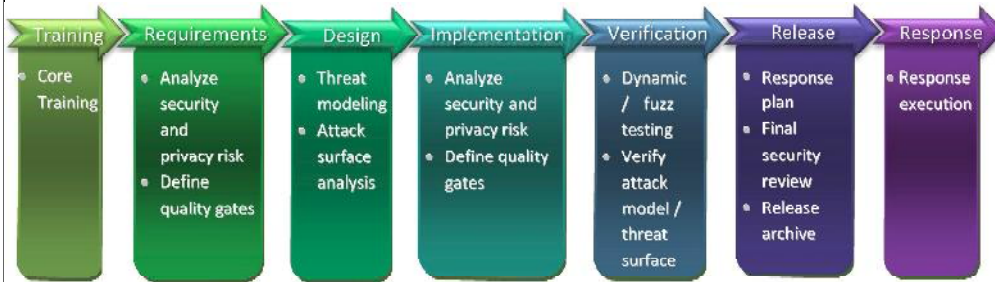 Training
Core
Training
Requirements
Analyze
security
and
privacy risk
Define
quality gates
Design
Threat
modeling
Attack
surface
analysis
Implementation
Analyze
security and
privacy risk
Define quality
gates
Verification
Dynamic
/ fuzz
testing
Verify
attack
model /
threat
surface
Release
Response
plan
Final
security
review
Release
archive
Response
Response
execution